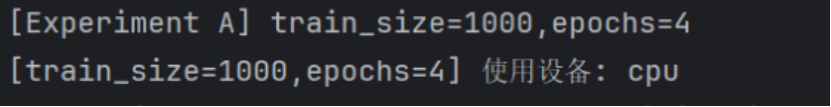 [Experiment A] train_size=1000,epochs=4
[train_size=1000,epochs=4] 使用设备: cpu